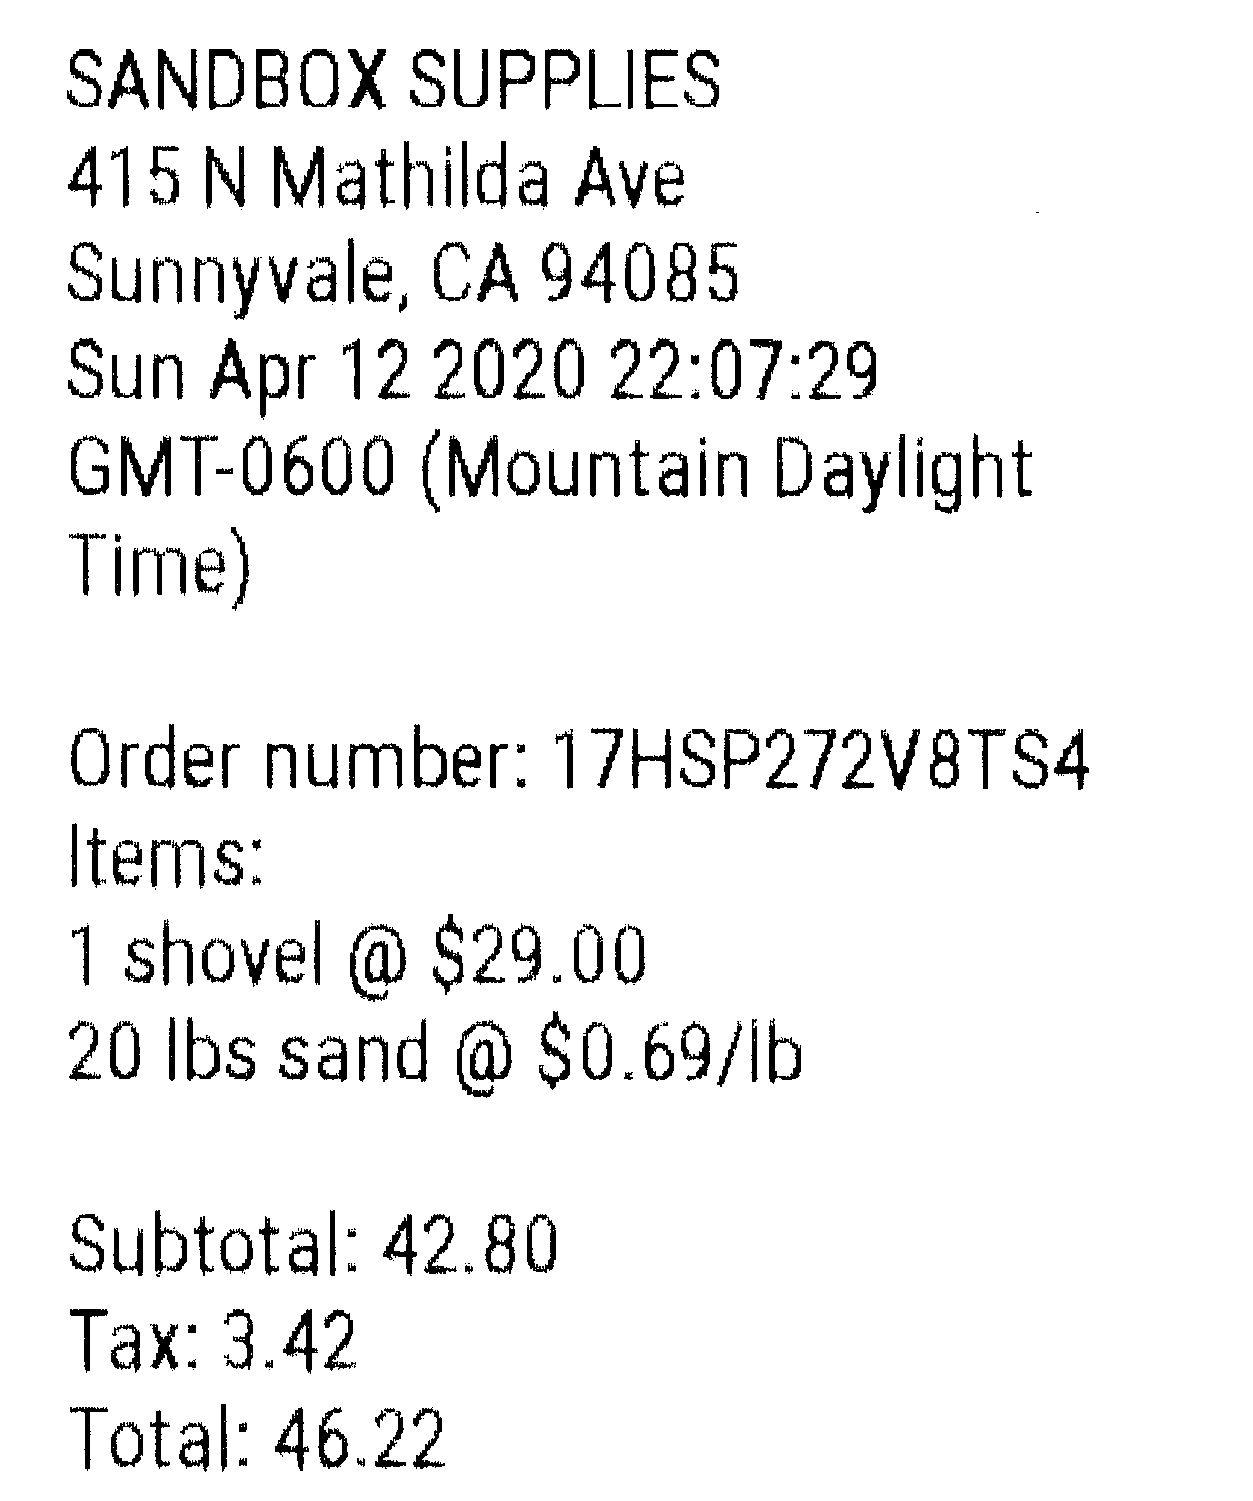 SANDBOX SUPPLIES
415 N Mathilda Ave
Sunnyvale, CA 94085
Sun Apr 12 2020 22:07:29
GMT-0600 (Mountain Daylight
Time)
Order number: 17HSP272V8TS4
Items:
1 shovel @ $29.00
20 lbs sand @ $0.69/lb
Subtotal: 42.80
Tax: 3.42
Total: 46.22